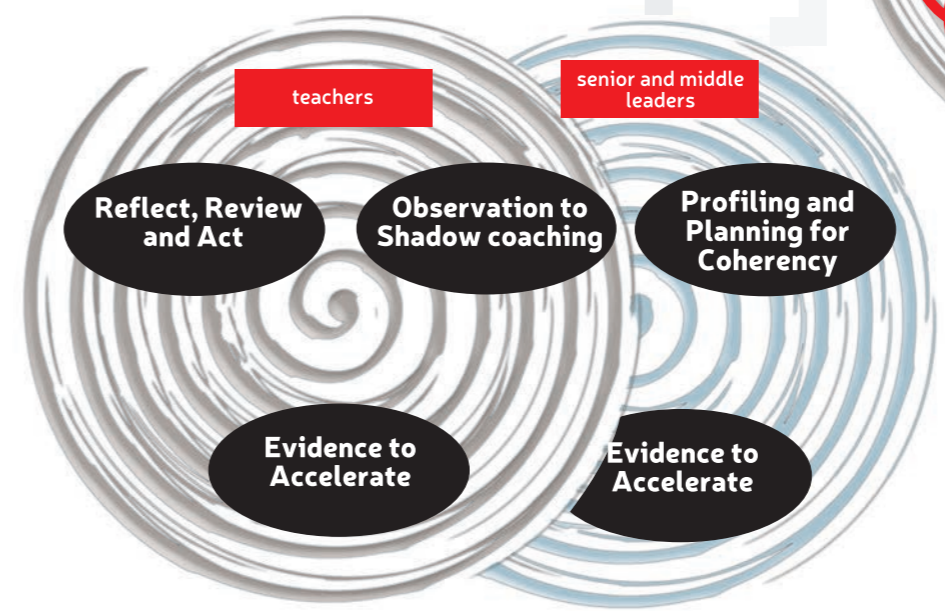 teachers
senior and middle
leaders
Reflect, Review
and Act
Observation to
Shadow coaching
Profiling and
Planning for
Coherency
Evidence to
Accelerate
Evidence to
Accelerate